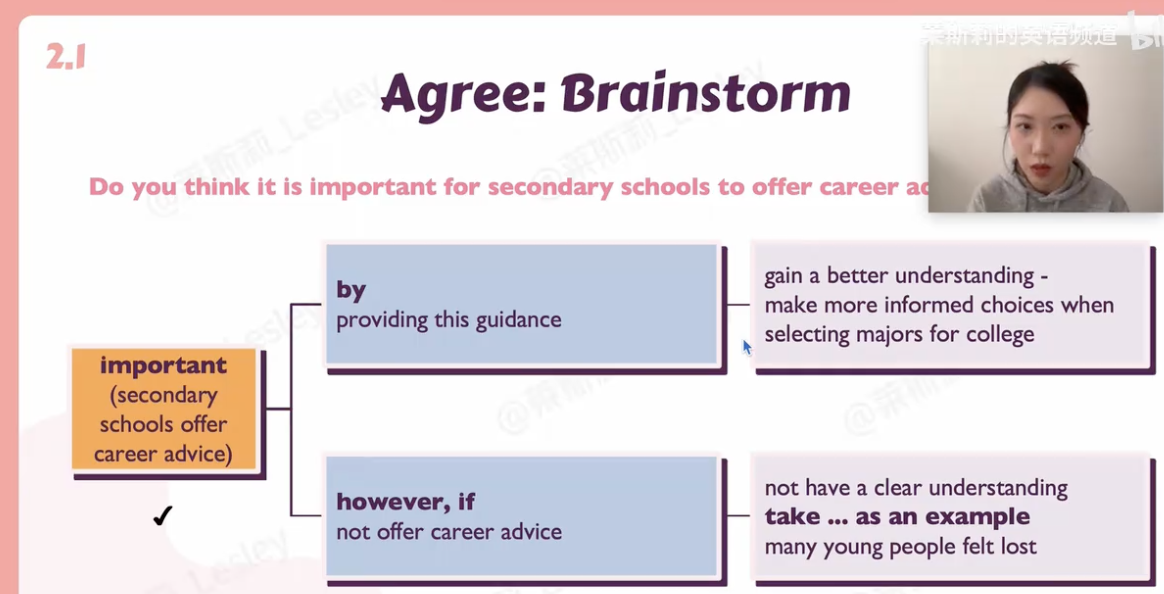 莱斯莉的英语频道
2.1
Agree: Brainstorm
Do you think it is important for secondary schools to offer career
by
providing this guidance
gain a better understanding -
make more informed choices when
selecting majors for college
important
(secondary
schools offer
career advice)
✓
however, if
not offer career advice
not have a clear understanding
take ... as an example
many young people felt lost
@莱斯莉_Lesley